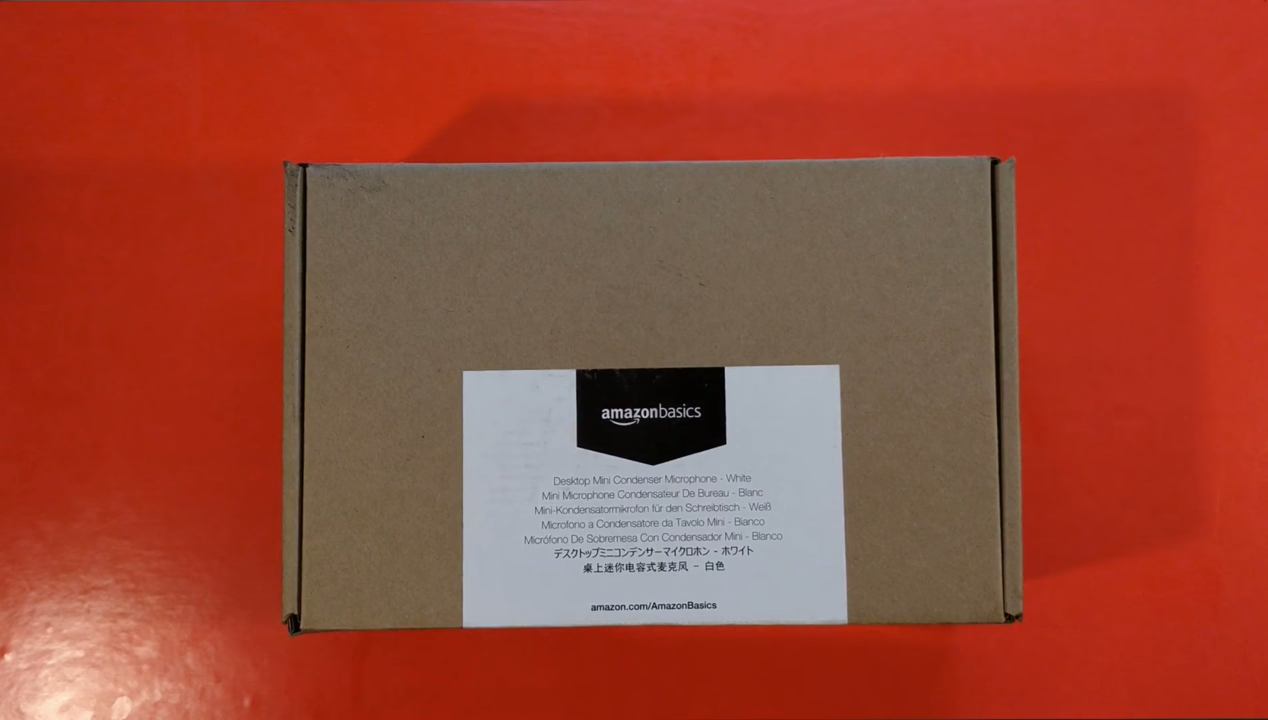 amazonbasics
Desktop Mini Condenser Microphone - White
Mini Microphone Condensateur De Bureau - Blanc
Mini-Kondensatormikrofon für den Schreibtisch - Weiß
Microfono a Condensatore da Tavolo Mini - Bianco
Micrófono De Sobremesa Con Condensador Mini - Blanco
デスクトップミニコンデンサーマイクロホン - ホワイト
桌上迷你电容式麦克风 - 白色
amazon.com/AmazonBasics